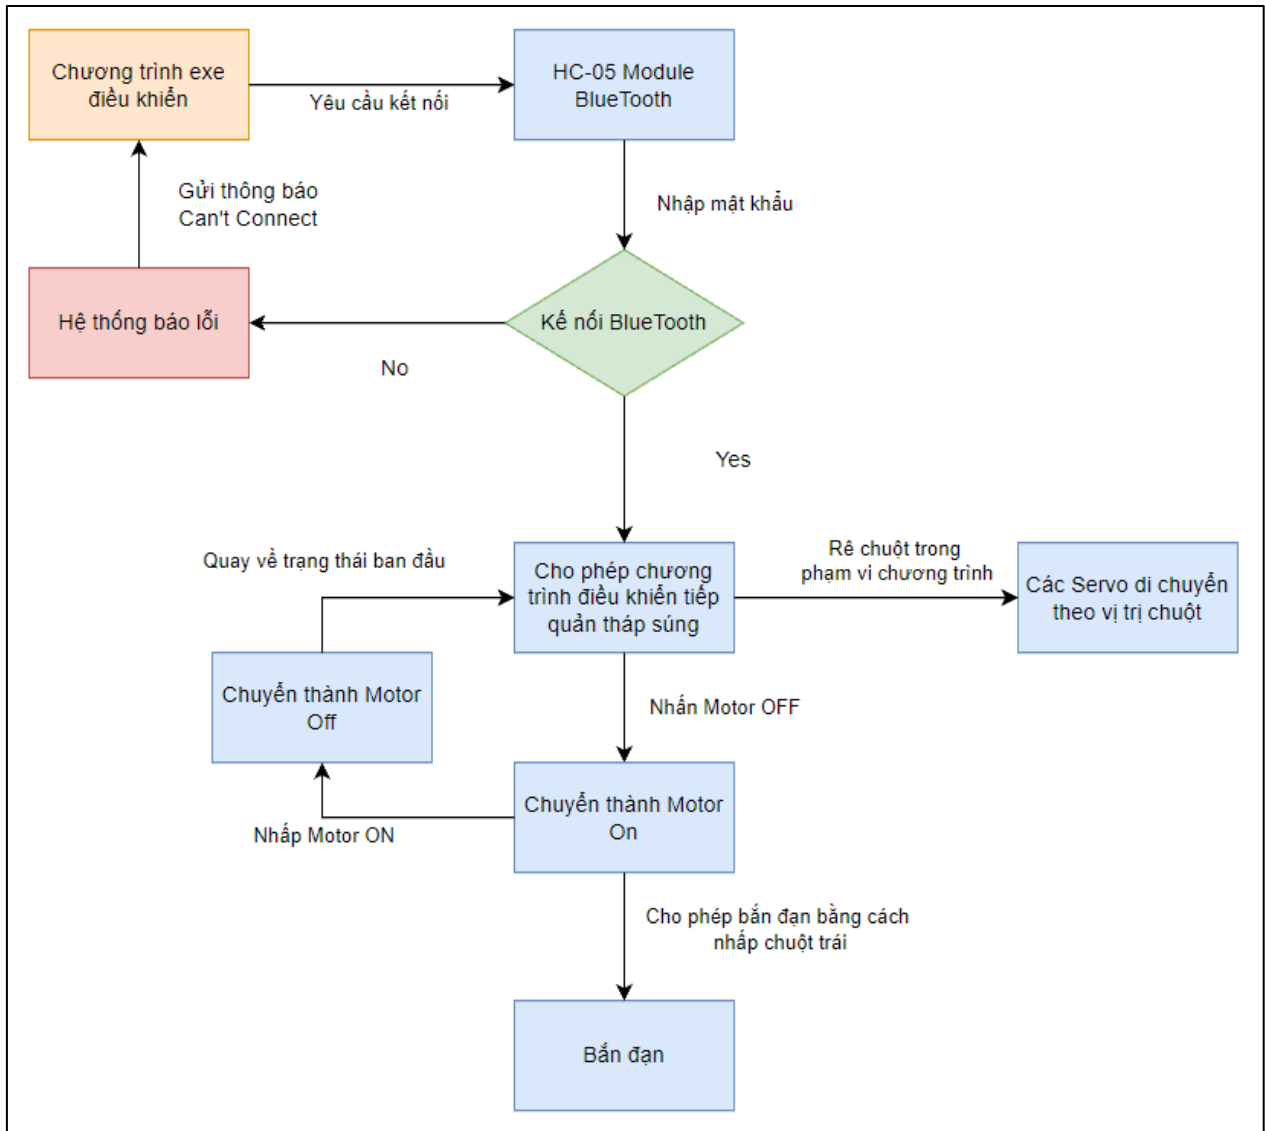 Chương trình exe
điều khiển
Yêu cầu kết nối
HC-05 Module
BlueTooth
Gửi thông báo
Can't Connect
Nhập mật khẩu
Hệ thống báo lỗi
No
Kế nối BlueTooth
Yes
Quay về trạng thái ban đầu
Cho phép chương
trình điều khiển tiếp
quản tháp súng
Rê chuột trong
phạm vi chương trình
Các Servo di chuyển
theo vị trị chuột
Chuyển thành Motor
Off
Nhấn Motor OFF
Nhấp Motor ON
Chuyển thành Motor
On
Cho phép bắn đạn bằng cách
nhấp chuột trái
Bắn đạn